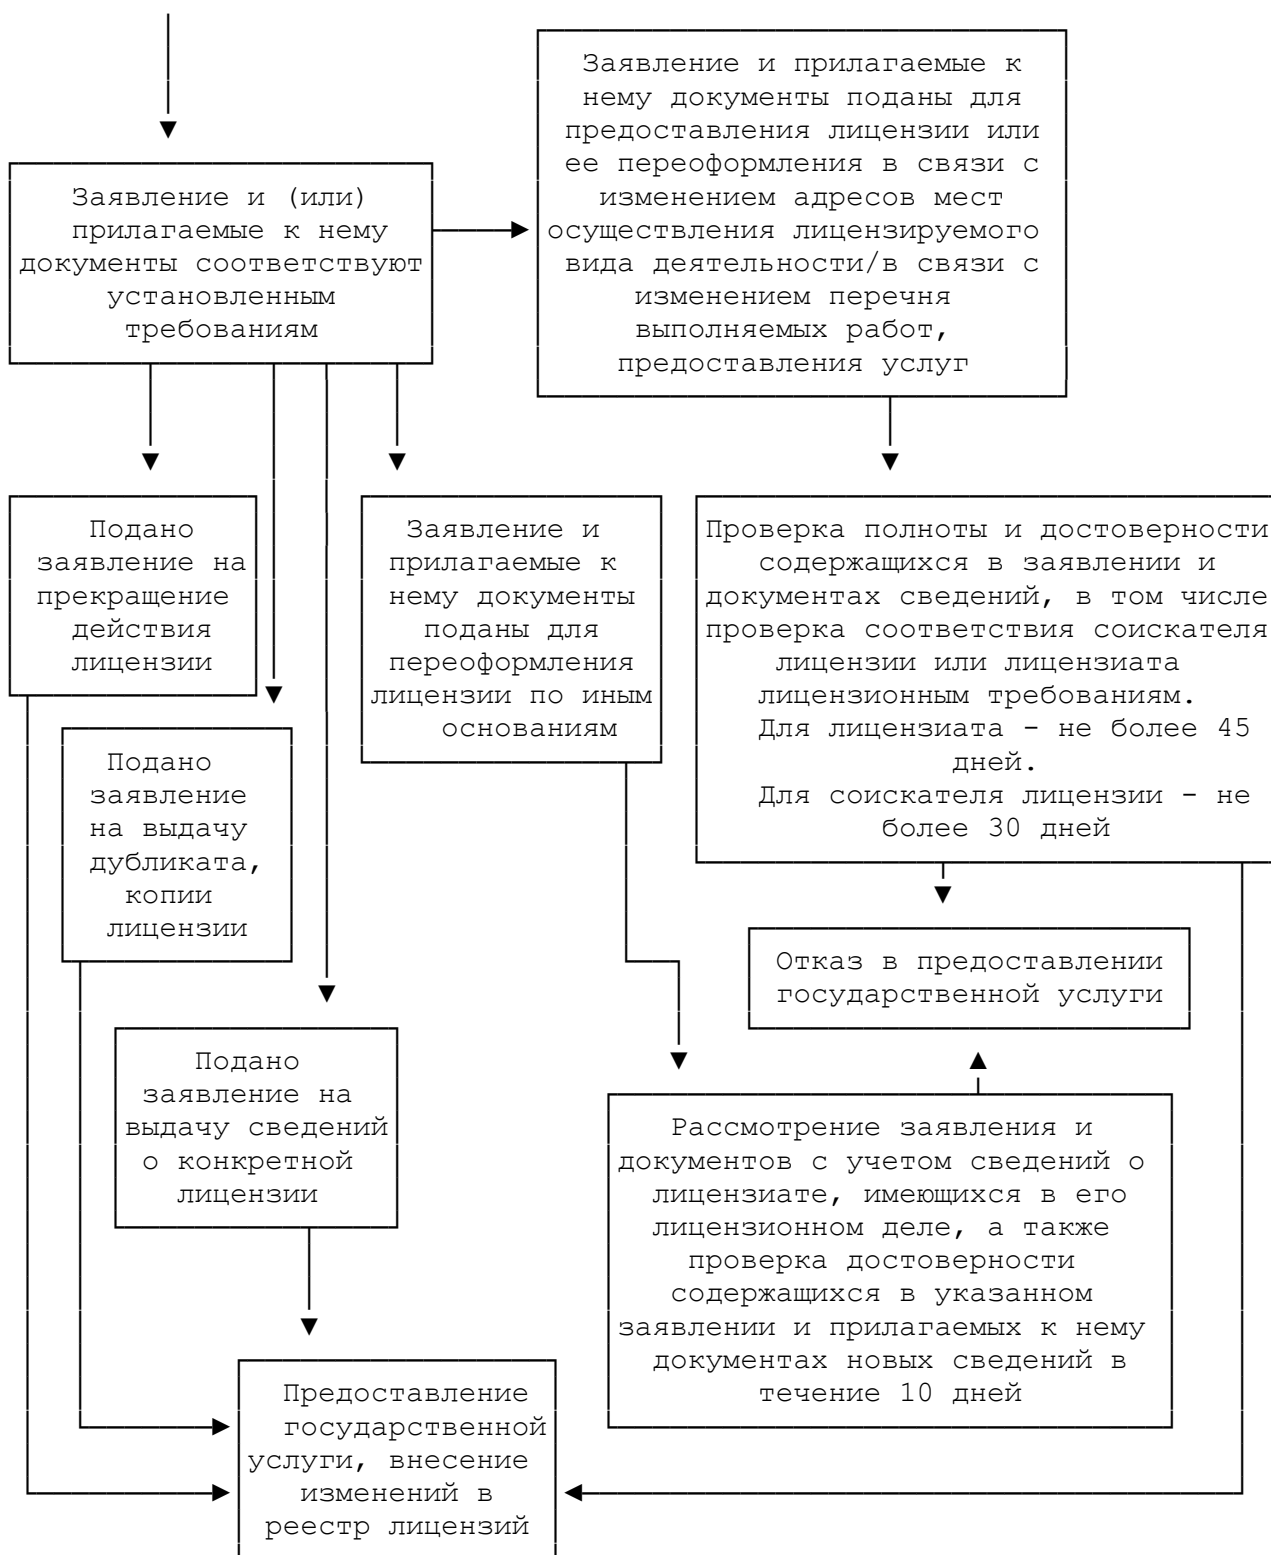 Заявление и прилагаемые к
нему документы поданы для
предоставления лицензии или
ее переоформления в связи с
изменением адресов мест
осуществления лицензируемого
вида деятельности/в связи с
изменением перечня
выполняемых работ,
предоставления услуг
Заявление и (или)
прилагаемые к нему
документы соответствуют
установленным
требованиям
Подано
заявление на
прекращение
действия
лицензии
Заявление и
прилагаемые к
нему документы
поданы для
переоформления
лицензии по иным
основаниям
Проверка полноты и достоверности
содержащихся в заявлении и
документах сведений, в том числе
проверка соответствия соискателя
лицензии или лицензиата
лицензионным требованиям.
Для лицензиата - не более 45
дней.
Для соискателя лицензии - не
более 30 дней
Подано
заявление
на выдачу
дубликата,
копии
лицензии
Отказ в предоставлении
государственной услуги
Подано
заявление на
выдачу сведений
о конкретной
лицензии
Рассмотрение заявления и
документов с учетом сведений о
лицензиате, имеющихся в его
лицензионном деле, а также
проверка достоверности
содержащихся в указанном
заявлении и прилагаемых к нему
документах новых сведений в
течение 10 дней
Предоставление
государственной
услуги, внесение
изменений в
реестр лицензий